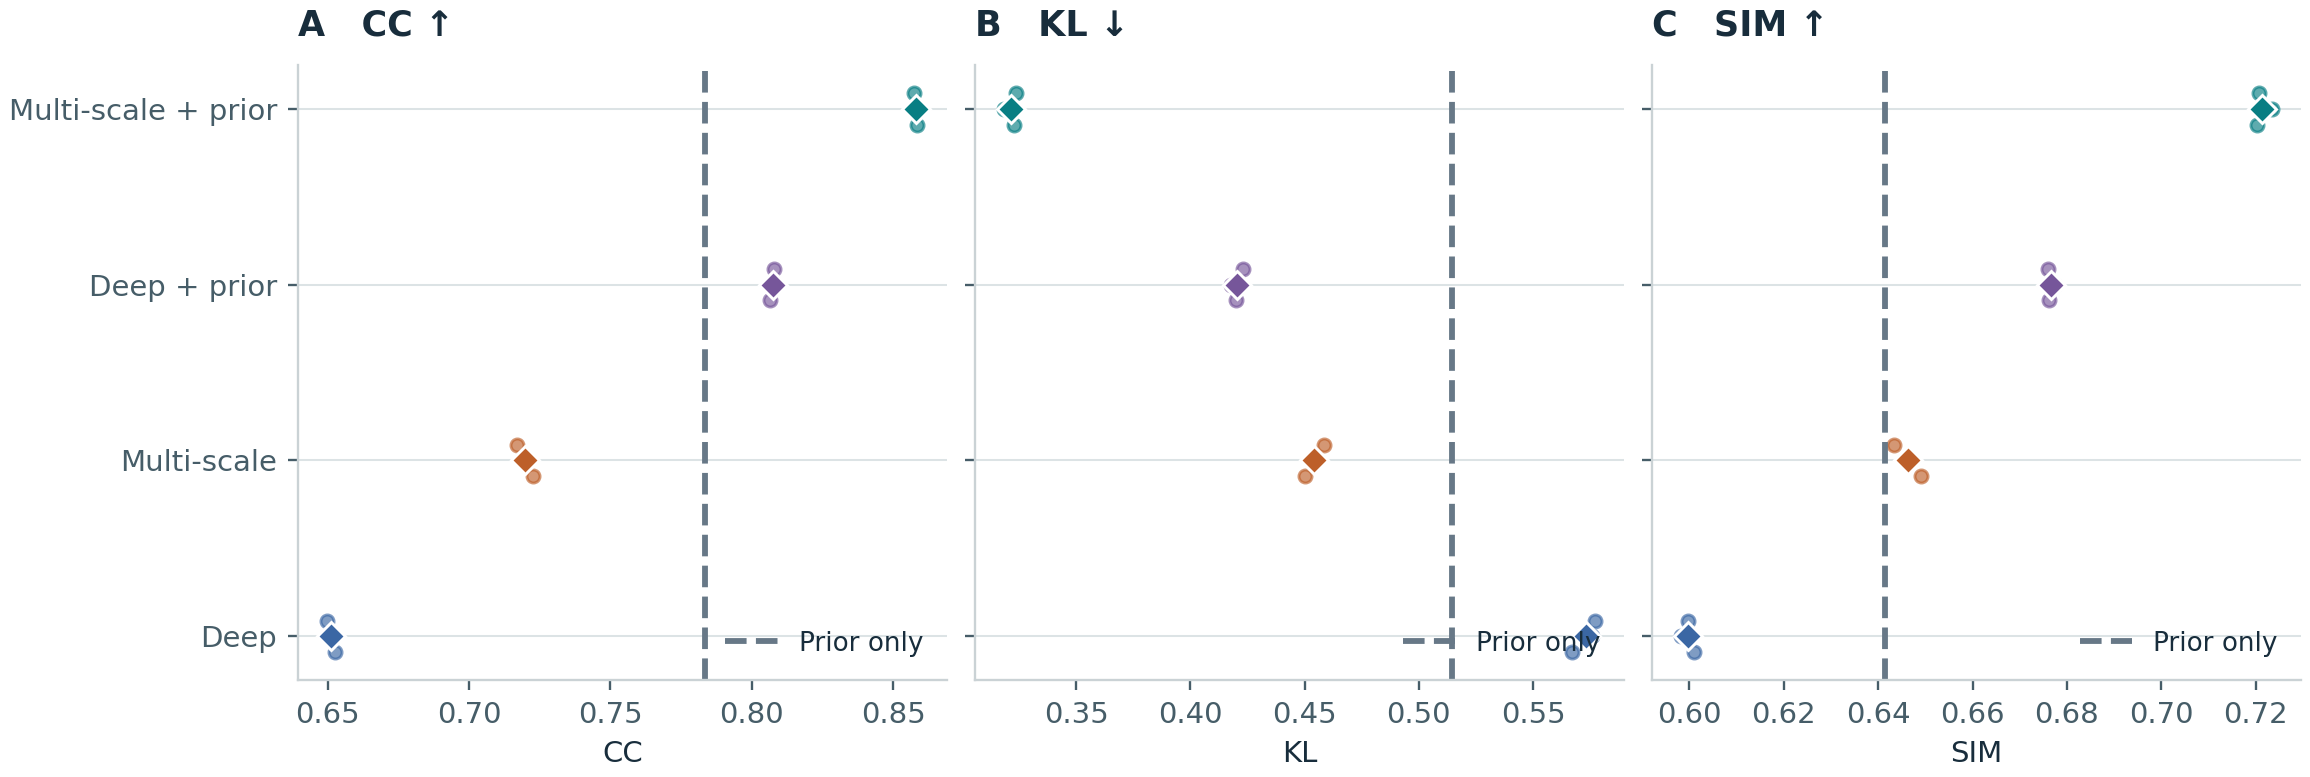 A CC ↑
B KL ↓
C SIM ↑
Multi-scale + prior
Deep + prior
Multi-scale
Deep
Prior only
Prior only
Prior only
0.65 0.70 0.75 0.80 0.85
0.35 0.40 0.45 0.50 0.55
0.60 0.62 0.64 0.66 0.68 0.70 0.72
CC
KL
SIM